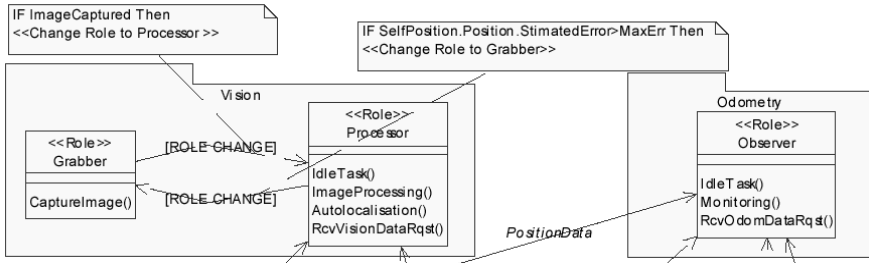 IF ImageCaptured Then
<<Change Role to Processor >>
IF SelfPosition.Position.StimatedError>MaxErr Then
<<Change Role to Grabber>>
Vision
<<Role>>
Grabber
CaptureImage()
[ROLE CHANGE]
[ROLE CHANGE]
<<Role>>
Processor
IdleTask()
ImageProcessing()
Autolocalisation()
RcvVisionDataRqst()
PositionData
Odometry
<<Role>>
Observer
IdleTask()
Monitoring()
RcvOdomDataRqst()